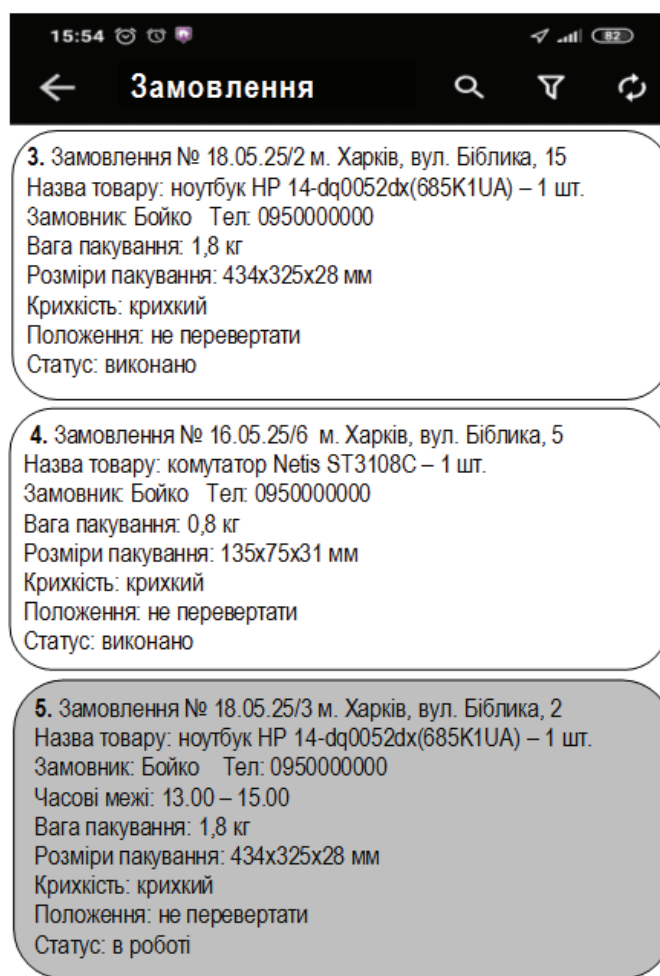 15:54 82
Замовлення
3. Замовлення № 18.05.25/2 м. Харків, вул. Біблика, 15
Назва товару: ноутбук HP 14-dq0052dx(685K1UA) – 1 шт.
Замовник: Бойко Тел: 0950000000
Вага пакування: 1,8 кг
Розміри пакування: 434x325x28 мм
Крихкість: крихкий
Положення: не перевертати
Статус: виконано
4. Замовлення № 16.05.25/6 м. Харків, вул. Біблика, 5
Назва товару: комутатор Netis ST3108C – 1 шт.
Замовник: Бойко Тел: 0950000000
Вага пакування: 0,8 кг
Розміри пакування: 135x75x31 мм
Крихкість: крихкий
Положення: не перевертати
Статус: виконано
5. Замовлення № 18.05.25/3 м. Харків, вул. Біблика, 2
Назва товару: ноутбук HP 14-dq0052dx(685K1UA) – 1 шт.
Замовник: Бойко Тел: 0950000000
Часові межі: 13.00 – 15.00
Вага пакування: 1,8 кг
Розміри пакування: 434x325x28 мм
Крихкість: крихкий
Положення: не перевертати
Статус: в роботі